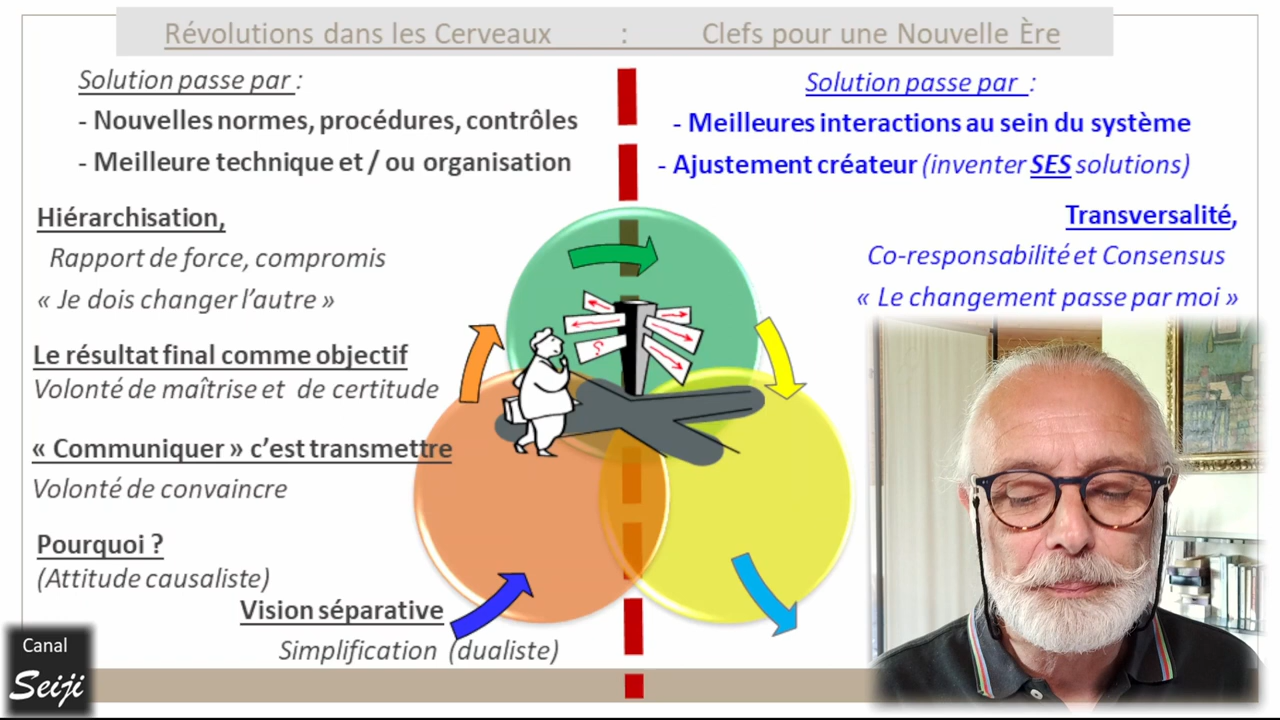 Révolutions dans les Cerveaux : Clefs pour une Nouvelle Ère
Solution passe par :
- Nouvelles normes, procédures, contrôles
- Meilleure technique et / ou organisation
Hiérarchisation,
Rapport de force, compromis
« Je dois changer l’autre »
Le résultat final comme objectif
Volonté de maîtrise et de certitude
« Communiquer » c’est transmettre
Volonté de convaincre
Pourquoi ?
(Attitude causaliste)
Vision séparative
Simplification (dualiste)
Solution passe par :
- Meilleures interactions au sein du système
- Ajustement créateur (inventer SES solutions)
Transversalité,
Co-responsabilité et Consensus
« Le changement passe par moi »
Canal
Seiji